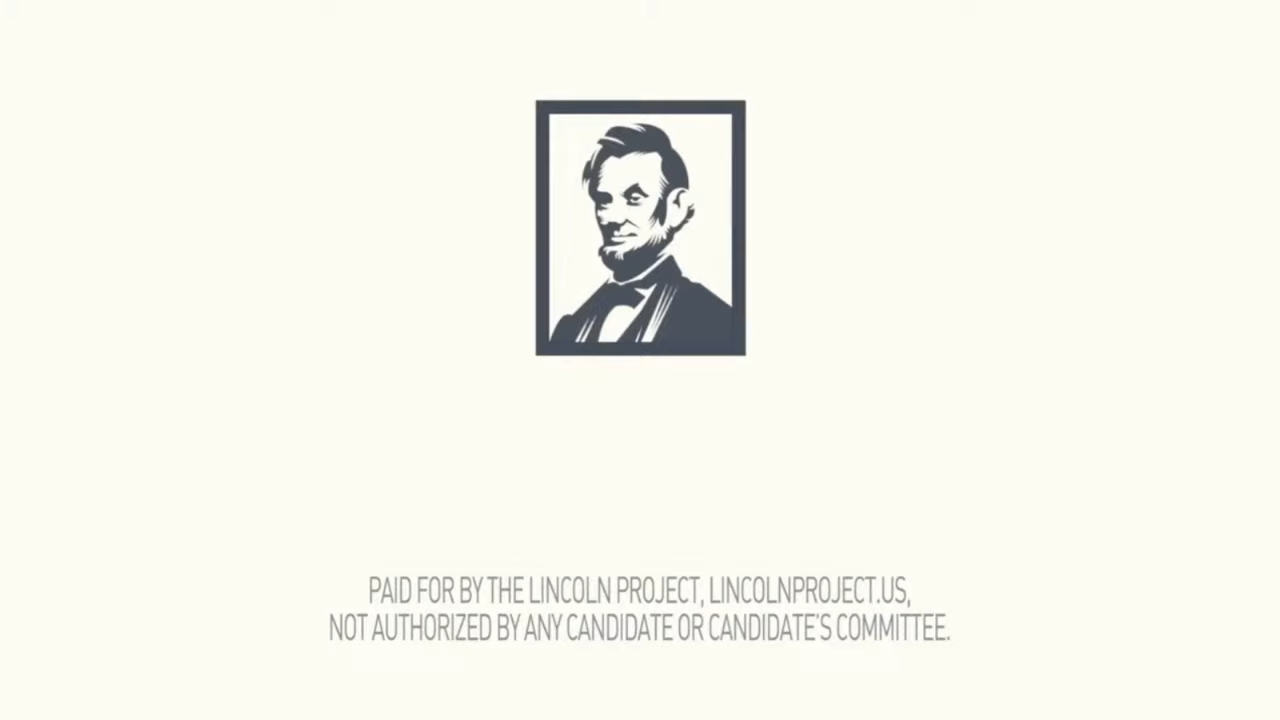 PAID FOR BY THE LINCOLN PROJECT, LINCOLNPROJECT.US,
NOT AUTHORIZED BY ANY CANDIDATE OR CANDIDATE'S COMMITTEE.